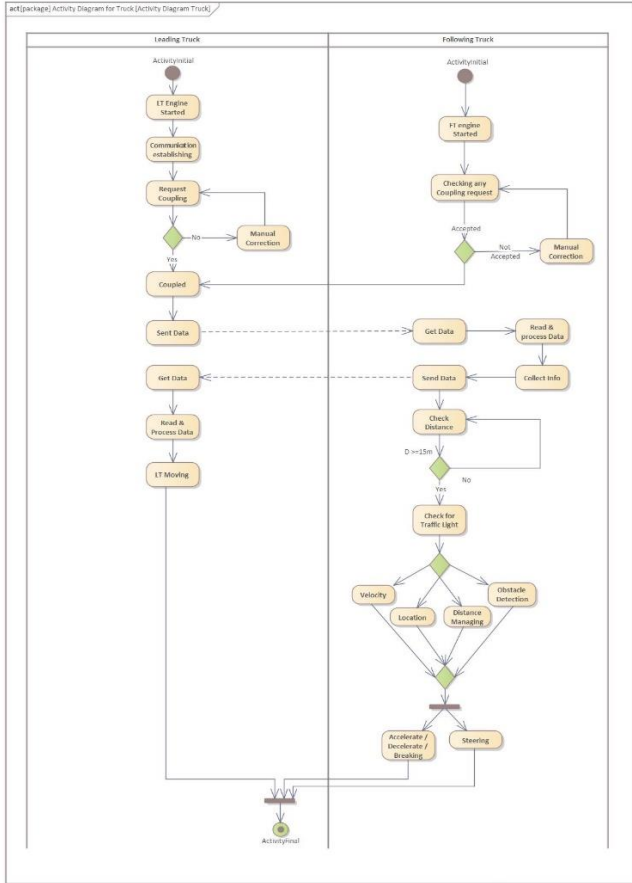 act [package] Activity Diagram for Truck [Activity Diagram Truck]
Leading Truck
Following Truck
ActivityInitial
LT Engine
Started
Communication
establishing
Request
Coupling
No
Manual
Correction
Yes
Coupled
Sent Data
Get Data
Read &
Process Data
LT Moving
ActivityInitial
FT engine
Started
Checking any
Coupling request
Accepted
Not
Accepted
Manual
Correction
Get Data
Read &
process Data
Collect Info
Send Data
Check
Distance
D >=15m
No
Yes
Check for
Traffic Light
Velocity
Location
Distance
Managing
Obstacle
Detection
Accelerate /
Decelerate /
Breaking
Steering
ActivityFinal